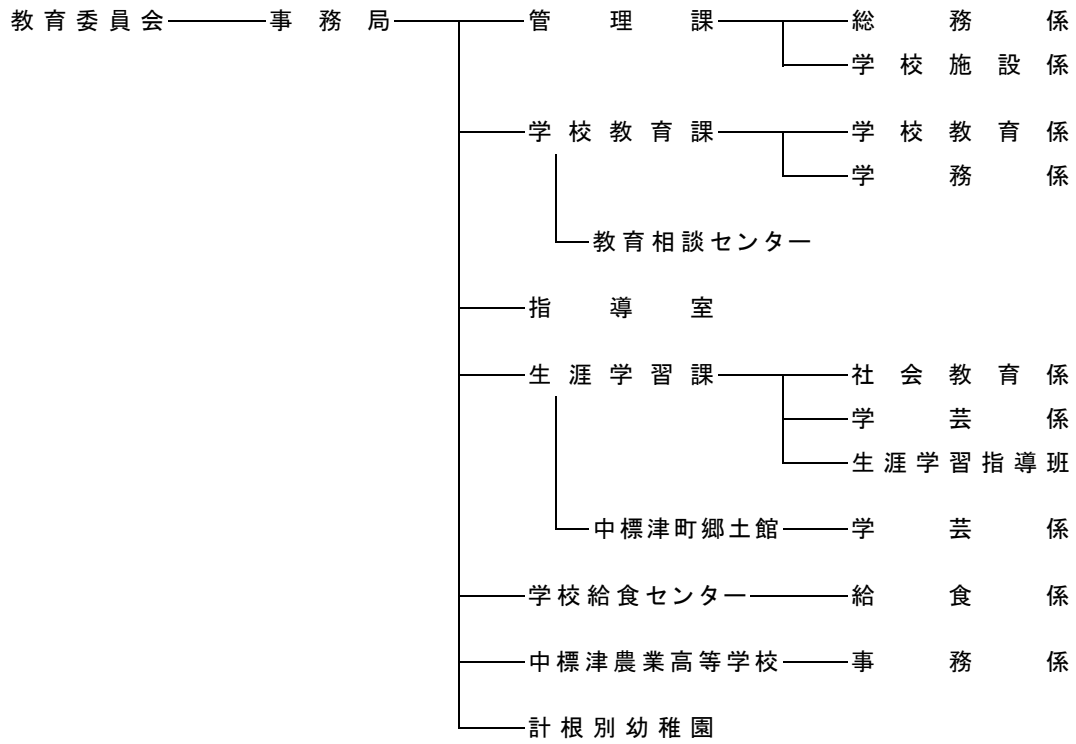 教育委員会 事務局 管理課 総務係
学校施設係
学校教育課 学校教育係
学務係
教育相談センター
指導室
生涯学習課 社会教育係
学芸係
生涯学習指導班
中標津町郷土館 学芸係
学校給食センター 給食係
中標津農業高等学校 事務係
計根別幼稚園